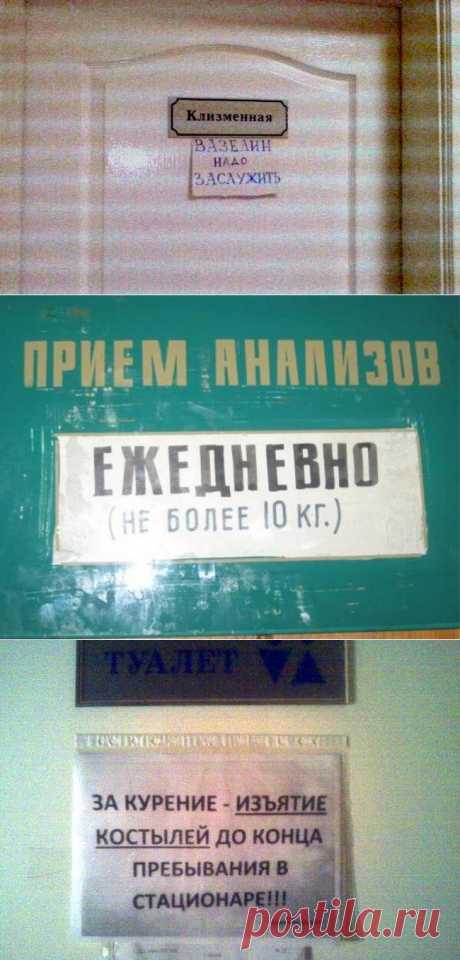 Клизменная
ВАЗЕЛИН
НАДО
ЗАСЛУЖИТЬ
ПРИЕМ АНАЛИЗОВ
ЕЖЕДНЕВНО
(НЕ БОЛЕЕ 10 КГ.)
ТУАЛЕТ
ЗА КУРЕНИЕ - ИЗЪЯТИЕ
КОСТЫЛЕЙ ДО КОНЦА
ПРЕБЫВАНИЯ В
СТАЦИОНАРЕ!!!
postila.ru